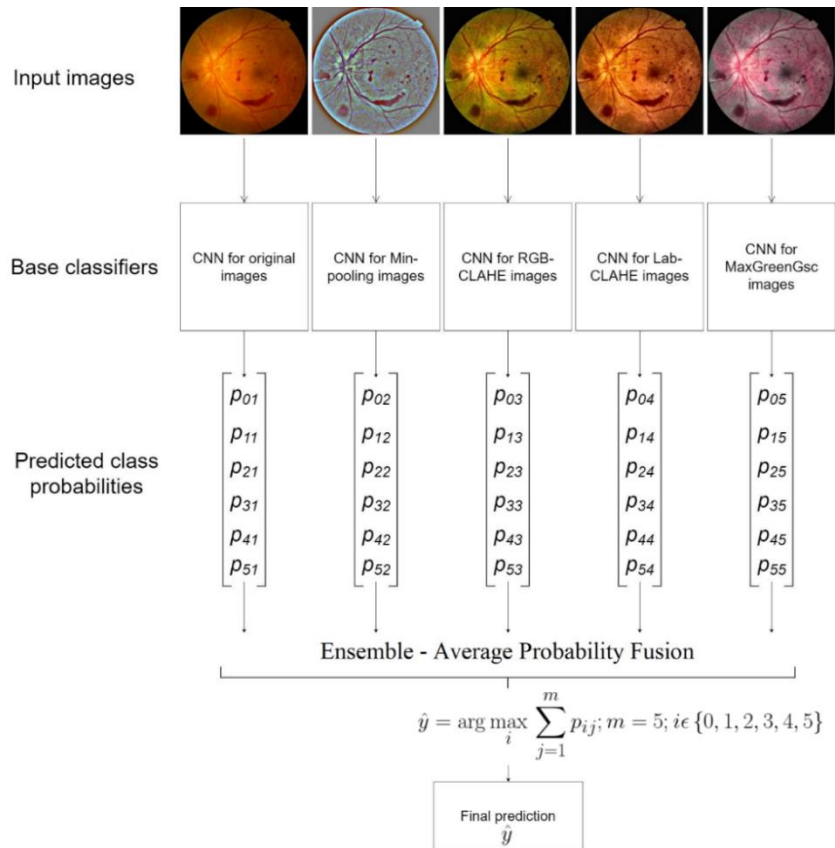 Input images
Base classifiers
CNN for original
images
CNN for Min-
pooling images
CNN for RGB-
CLAHE images
CNN for Lab-
CLAHE images
CNN for
MaxGreenGsc
images
Predicted class
probabilities
p01 p02 p03 p04 p05
p11 p12 p13 p14 p15
p21 p22 p23 p24 p25
p31 p32 p33 p34 p35
p41 p42 p43 p44 p45
p51 p52 p53 p54 p55
Ensemble - Average Probability Fusion
ŷ = arg max_i ∑_{j=1}^{m} p_{ij}; m = 5; iϵ {0, 1, 2, 3, 4, 5}
Final prediction
ŷ